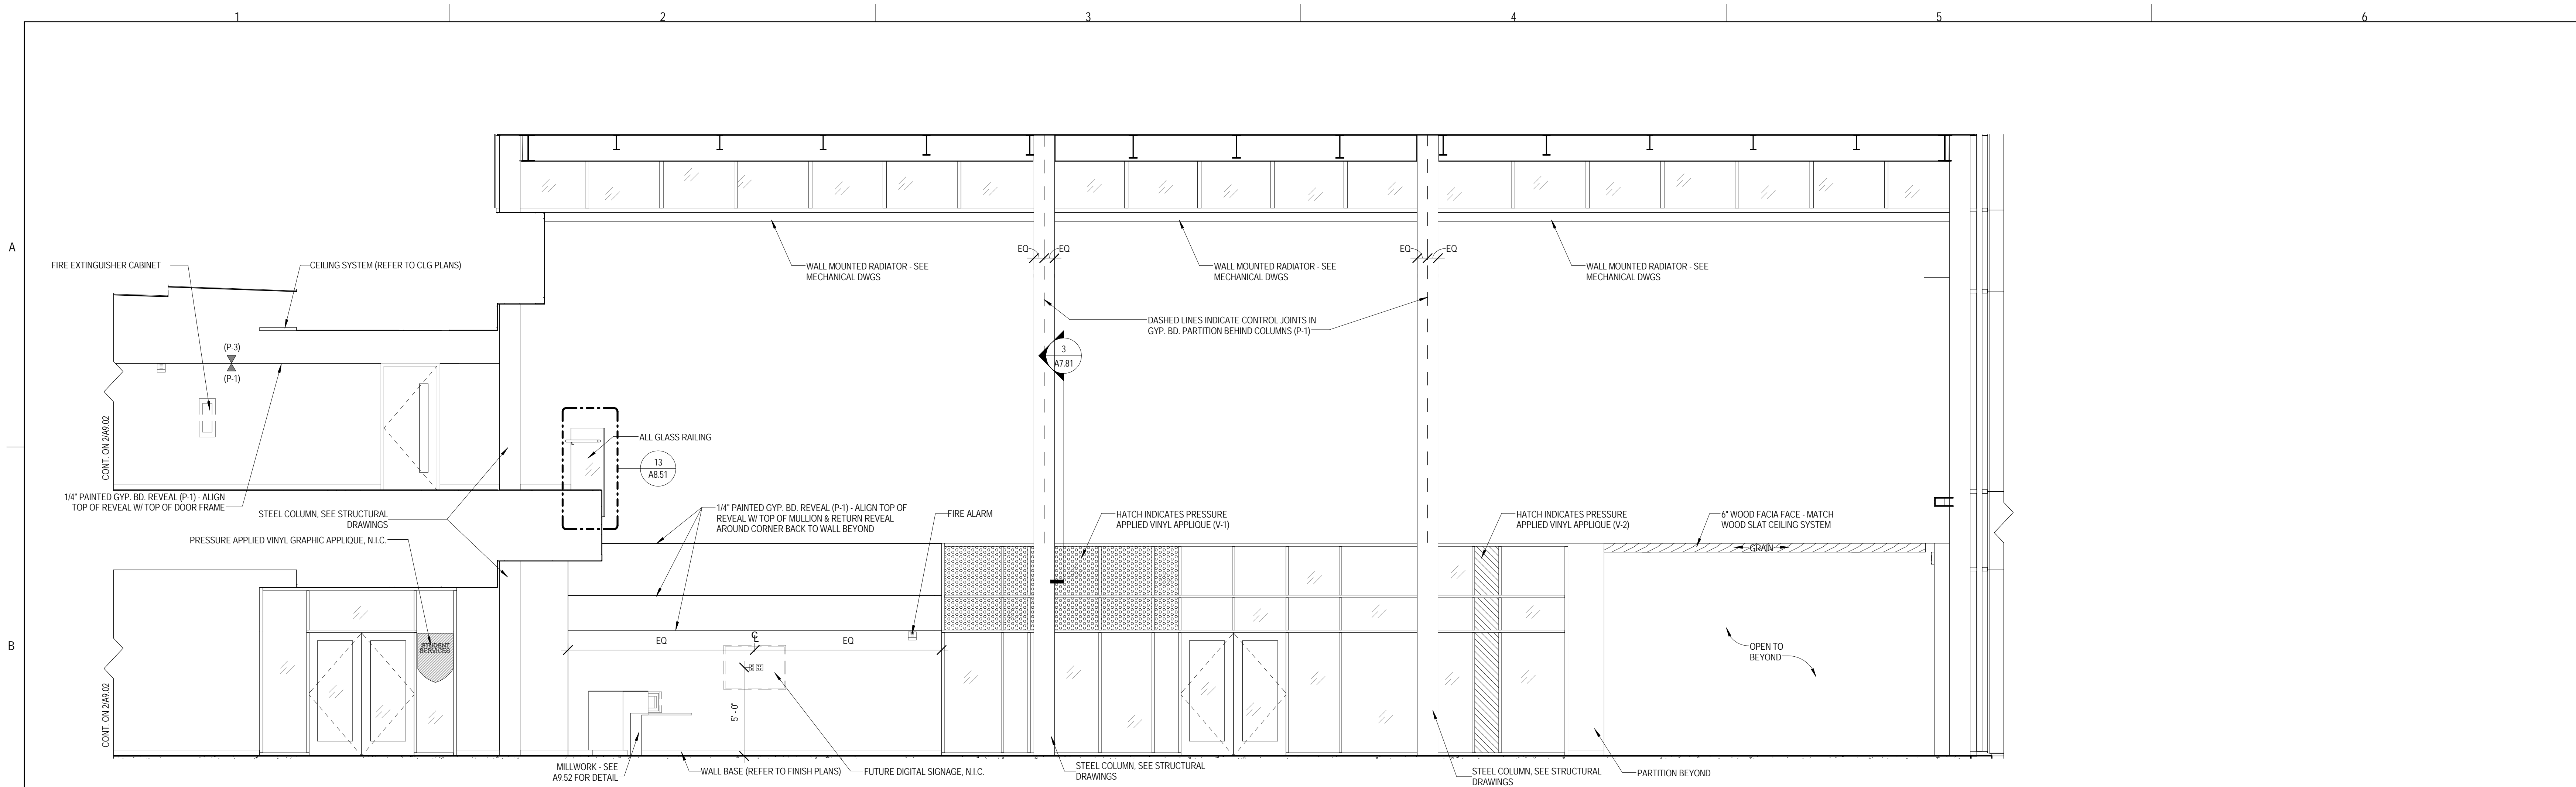 1
2
3
4
5
6
A
B
FIRE EXTINGUISHER CABINET
CEILING SYSTEM (REFER TO CLG PLANS)
(P-3)
(P-1)
CONT. ON 2/A9.02
1/4" PAINTED GYP. BD. REVEAL (P-1) - ALIGN
TOP OF REVEAL W/ TOP OF DOOR FRAME
STEEL COLUMN, SEE STRUCTURAL
DRAWINGS
PRESSURE APPLIED VINYL GRAPHIC APPLIQUE, N.I.C.
CONT. ON 2/A9.02
STUDENT
SERVICES
ALL GLASS RAILING
13
A8.51
WALL MOUNTED RADIATOR - SEE
MECHANICAL DWGS
EQ
EQ
WALL MOUNTED RADIATOR - SEE
MECHANICAL DWGS
EQ
EQ
WALL MOUNTED RADIATOR - SEE
MECHANICAL DWGS
DASHED LINES INDICATE CONTROL JOINTS IN
GYP. BD. PARTITION BEHIND COLUMNS (P-1)
3
A7.81
1/4" PAINTED GYP. BD. REVEAL (P-1) - ALIGN TOP OF
REVEAL W/ TOP OF MULLION & RETURN REVEAL
AROUND CORNER BACK TO WALL BEYOND
FIRE ALARM
HATCH INDICATES PRESSURE
APPLIED VINYL APPLIQUE (V-1)
HATCH INDICATES PRESSURE
APPLIED VINYL APPLIQUE (V-2)
6" WOOD FACIA FACE - MATCH
WOOD SLAT CEILING SYSTEM
GRAIN
EQ
CL
EQ
5' - 0"
OPEN TO
BEYOND
MILLWORK - SEE
A9.52 FOR DETAIL
WALL BASE (REFER TO FINISH PLANS)
FUTURE DIGITAL SIGNAGE, N.I.C.
STEEL COLUMN, SEE STRUCTURAL
DRAWINGS
STEEL COLUMN, SEE STRUCTURAL
DRAWINGS
PARTITION BEYOND